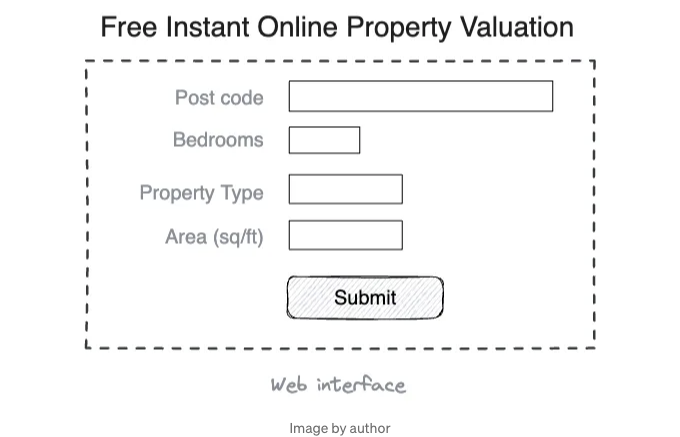 Free Instant Online Property Valuation
Post code
Bedrooms
Property Type
Area (sq/ft)
Submit
Web interface
Image by author